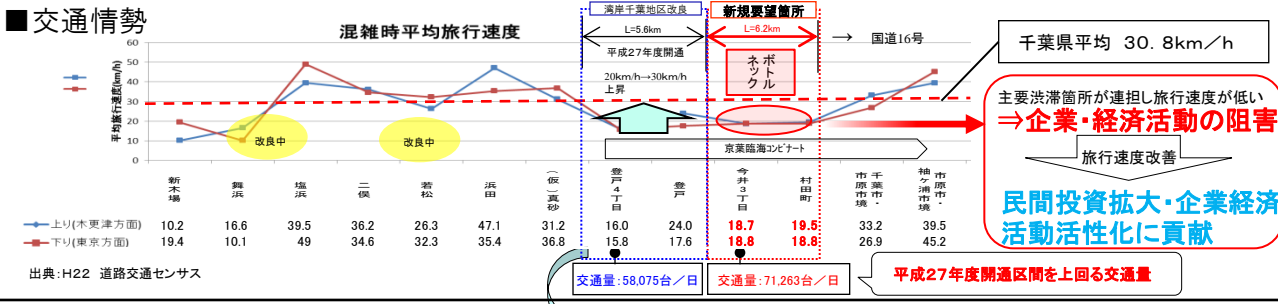 ■交通情勢
混雑時平均旅行速度
湾岸千葉地区改良
新規要望箇所
L=5.6km
L=6.2km
平成27年度開通
→ 国道16号
20km/h→30km/h
上昇
ボトル
ネック
千葉県平均 30.8km/h
平均旅行速度(km/h)
60
50
40
30
20
10
0
改良中
改良中
京葉臨海コンビナート
主要渋滞箇所が連担し旅行速度が低い
⇒企業・経済活動の阻害
旅行速度改善
民間投資拡大・企業経済
活動活性化に貢献
新木場
舞浜
塩浜
二俣
若松
浜田
(仮)真砂
登戸4丁目
登戸
今井3丁目
村田町
千葉市・
市原市境
市原市・
袖ヶ浦市境
上り(木更津方面) 10.2 16.6 39.5 36.2 26.3 47.1 31.2 16.0 24.0 18.7 19.5 33.2 39.5
下り(東京方面) 19.4 10.1 49 34.6 32.3 35.4 36.8 15.8 17.6 18.8 18.8 26.9 45.2
出典:H22 道路交通センサス
交通量:58,075台/日
交通量:71,263台/日
平成27年度開通区間を上回る交通量